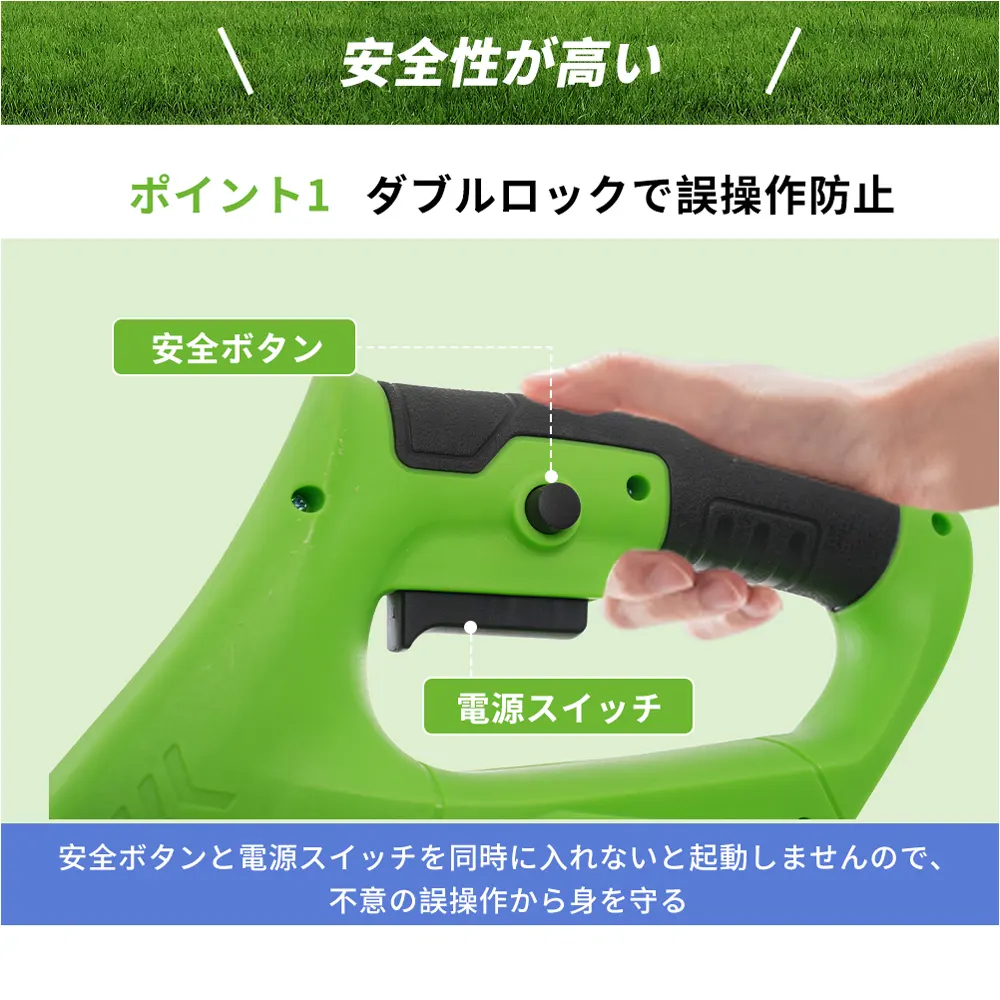 安全性が高い
ポイント1 ダブルロックで誤操作防止
安全ボタン
電源スイッチ
安全ボタンと電源スイッチを同時に入れないと起動しませんので、
不意の誤操作から身を守る